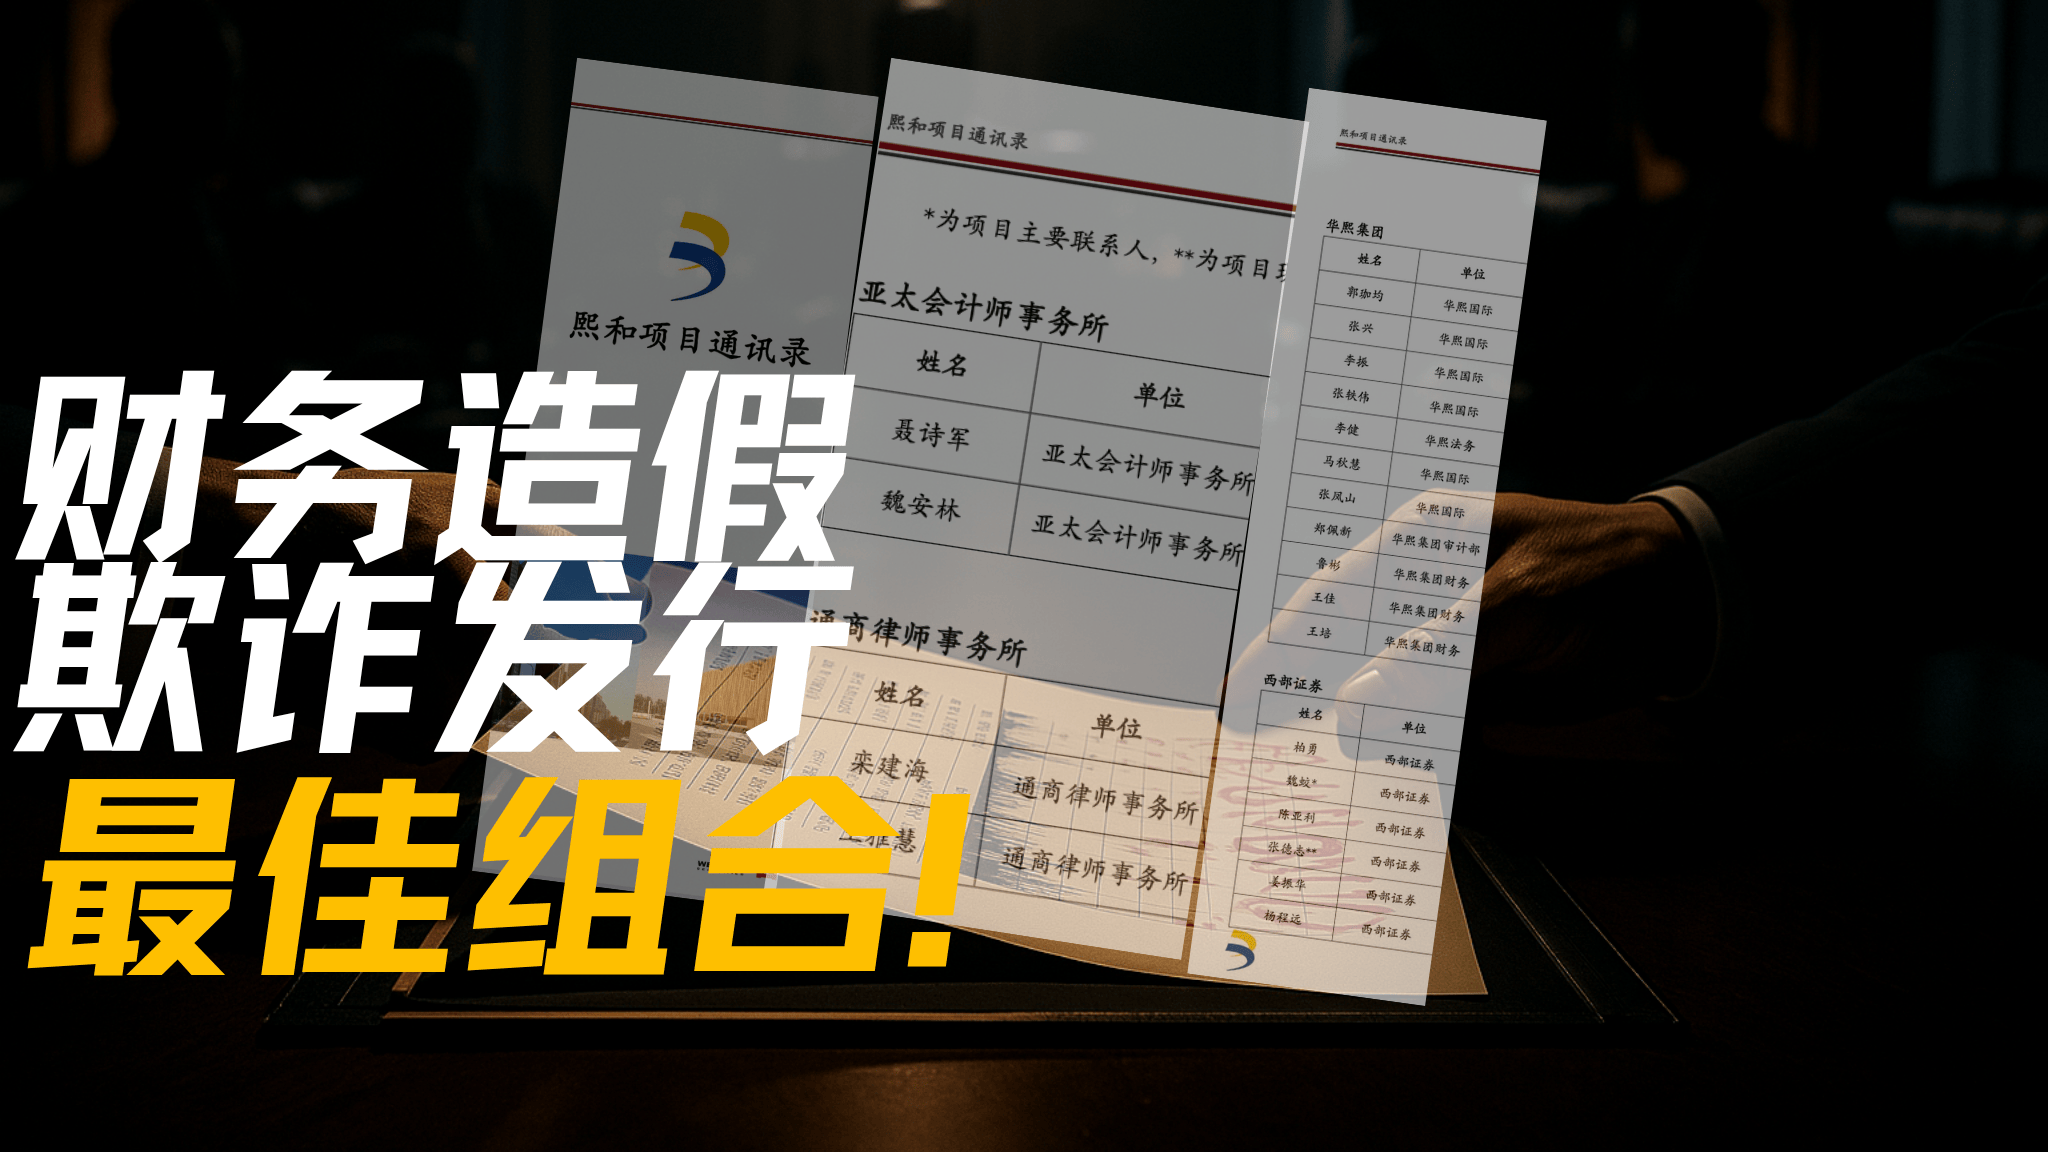 财务造假
欺诈发行
最佳组合!
熙和项目通讯录
熙和项目通讯录
*为项目主要联系人，**为项目现
亚太会计师事务所
姓名 单位
聂诗军 亚太会计师事务所
魏安林 亚太会计师事务所
通商律师事务所
姓名 单位
栾建海 通商律师事务所
雅慧 通商律师事务所
熙和项目通讯录
华熙集团
姓名 单位
郭珈均 华熙国际
张兴 华熙国际
李振 华熙国际
张轶伟 华熙国际
李健 华熙法务
马秋慧 华熙国际
张凤山 华熙国际
郑佩新 华熙集团审计部
鲁彬 华熙集团财务
王佳 华熙集团财务
王培 华熙集团财务
西部证券
姓名 单位
柏勇 西部证券
魏蛟* 西部证券
陈亚利 西部证券
张德志** 西部证券
姜振华 西部证券
杨程远 西部证券